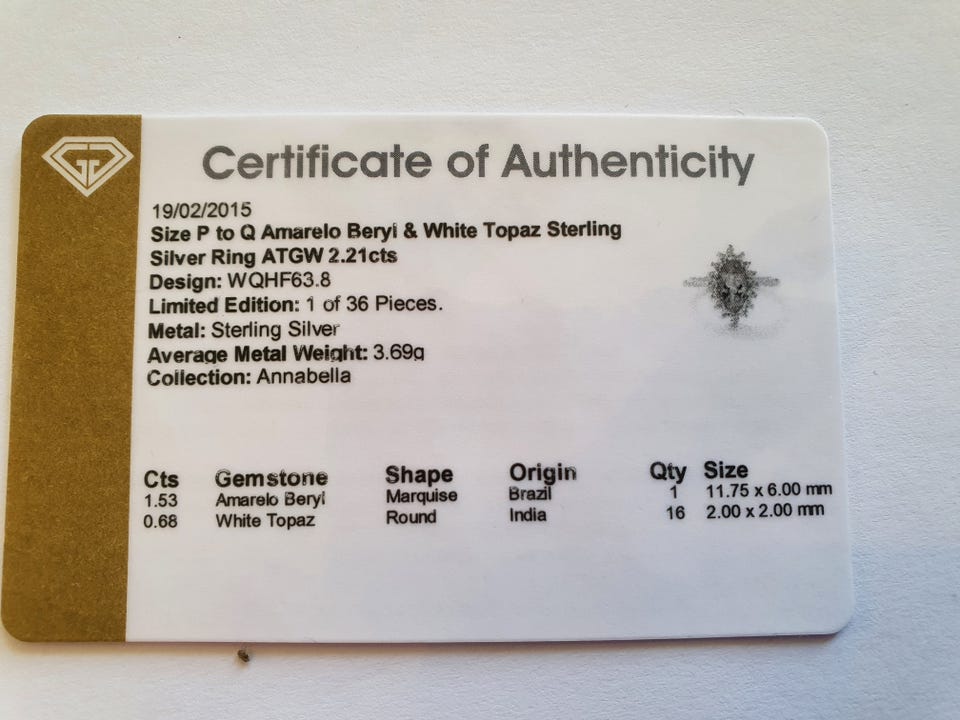 Certificate of Authenticity
19/02/2015
Size P to Q Amarelo Beryl & White Topaz Sterling
Silver Ring ATGW 2.21cts
Design: WQHF63.8
Limited Edition: 1 of 36 Pieces.
Metal: Sterling Silver
Average Metal Weight: 3.69g
Collection: Annabella
Cts Gemstone Shape Origin Qty Size
1.53 Amarelo Beryl Marquise Brazil 1 11.75 x 6.00 mm
0.68 White Topaz Round India 16 2.00 x 2.00 mm